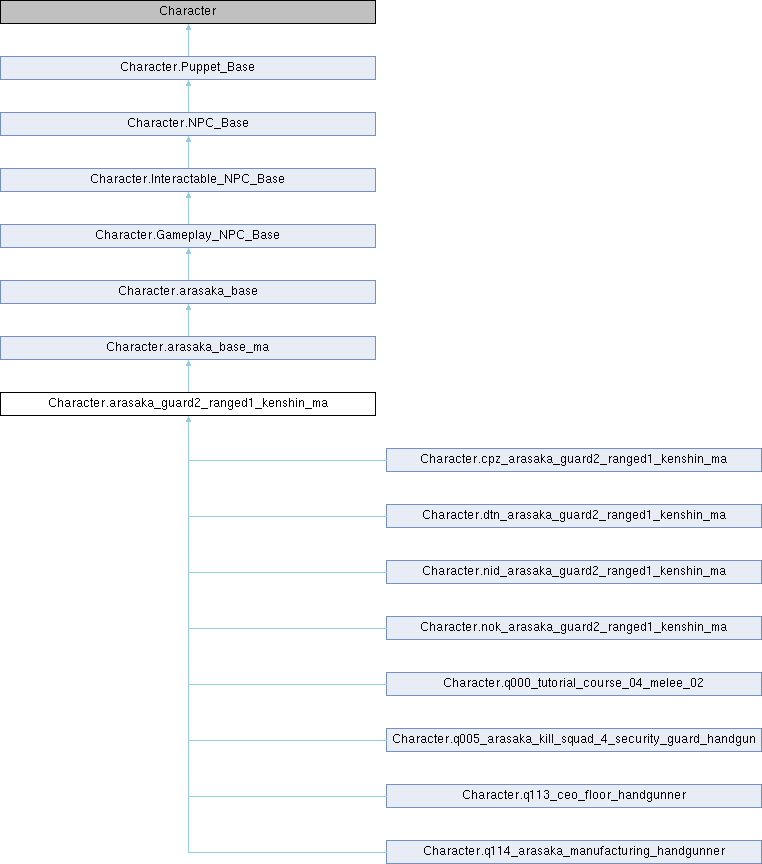 Character
Character.Puppet_Base
Character.NPC_Base
Character.Interactable_NPC_Base
Character.Gameplay_NPC_Base
Character.arasaka_base
Character.arasaka_base_ma
Character.arasaka_guard2_ranged1_kenshin_ma
Character.cpz_arasaka_guard2_ranged1_kenshin_ma
Character.dtn_arasaka_guard2_ranged1_kenshin_ma
Character.nid_arasaka_guard2_ranged1_kenshin_ma
Character.nok_arasaka_guard2_ranged1_kenshin_ma
Character.q000_tutorial_course_04_melee_02
Character.q005_arasaka_kill_squad_4_security_guard_handgun
Character.q113_ceo_floor_handgunner
Character.q114_arasaka_manufacturing_handgunner